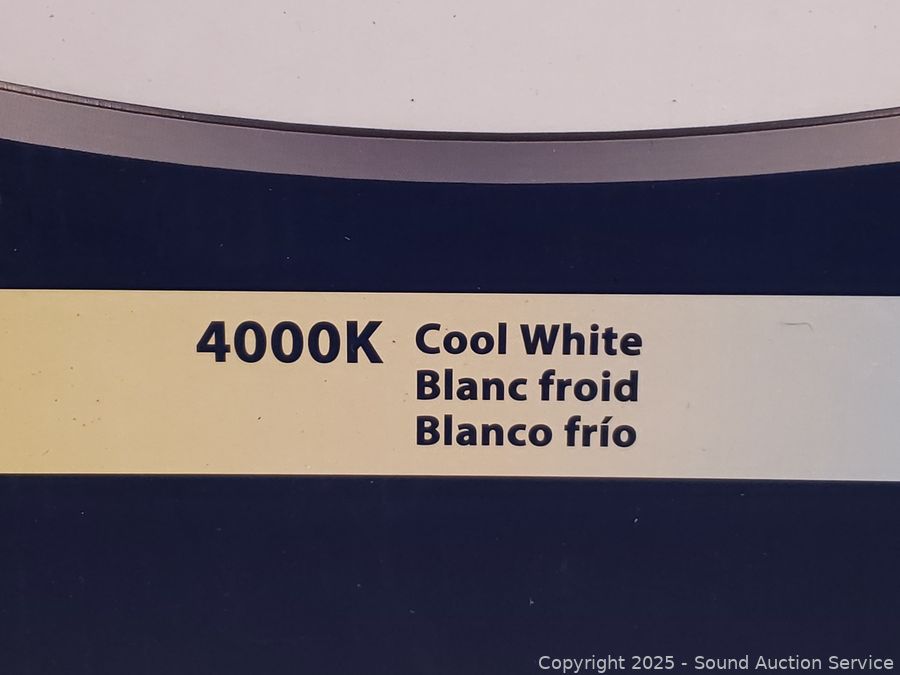 4000K Cool White
Blanc froid
Blanco frío
Copyright 2025 - Sound Auction Service